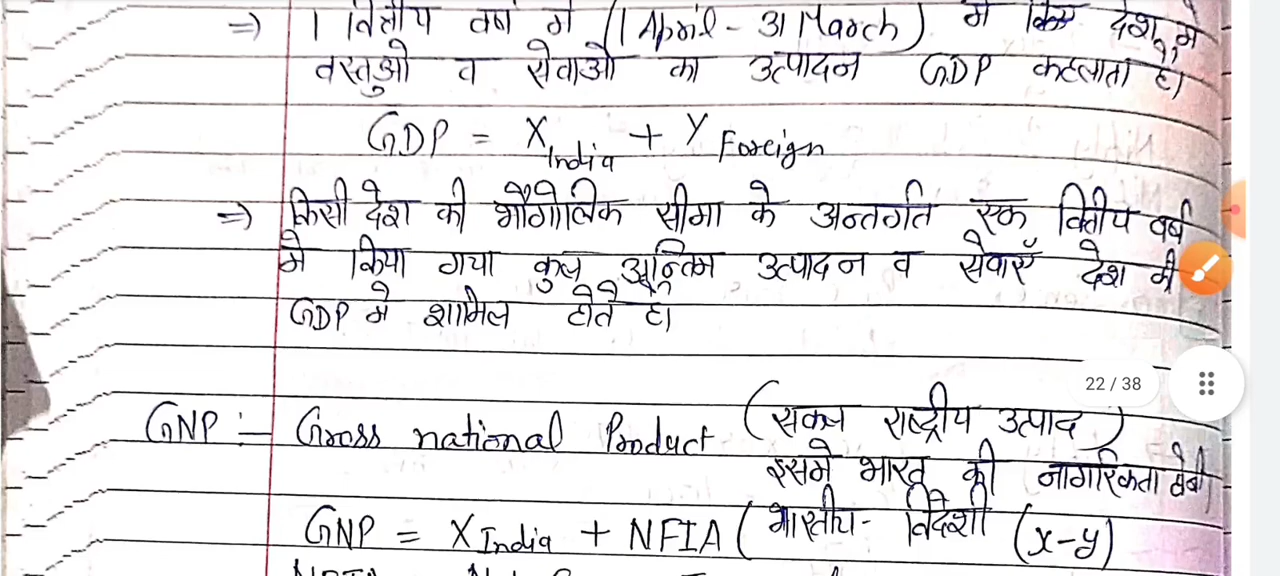 ⇒ 1 वित्तीय वर्ष में (1 April - 31 March) में किस देश में
वस्तुओ व सेवाओ का उत्पादन GDP कहलाता है।
GDP = X India + Y Foreign
⇒ किसी देश की भौगोलिक सीमा के अन्तर्गत एक वित्तीय वर्ष
मे किया गया कुल अन्तिम उत्पादन व सेवाएँ देश की
GDP मे शामिल होते है।
22 / 38
GNP :- Gross national Product (सकल राष्ट्रीय उत्पाद)
इसमे भारत की नागरिकता
GNP = X India + NFIA (भारतीय - विदेशी (x-y)